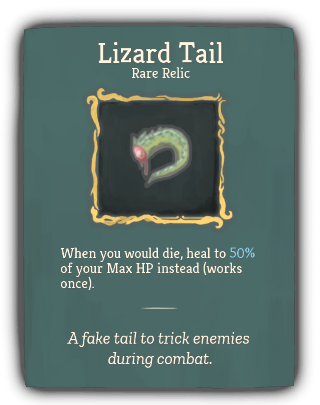 Lizard Tail
Rare Relic
When you would die, heal to 50%
of your Max HP instead (works
once).
A fake tail to trick enemies
during combat.